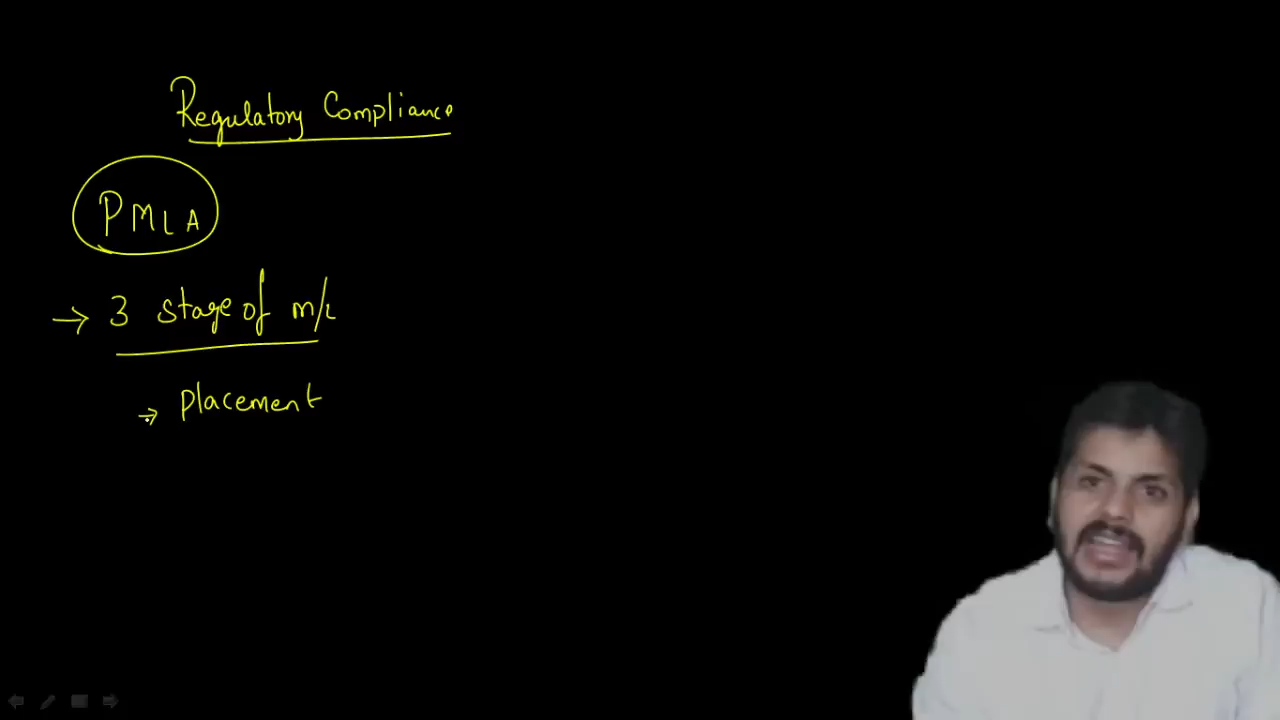 Regulatory Compliance
PMLA
→ 3 stage of m/L
→ Placement